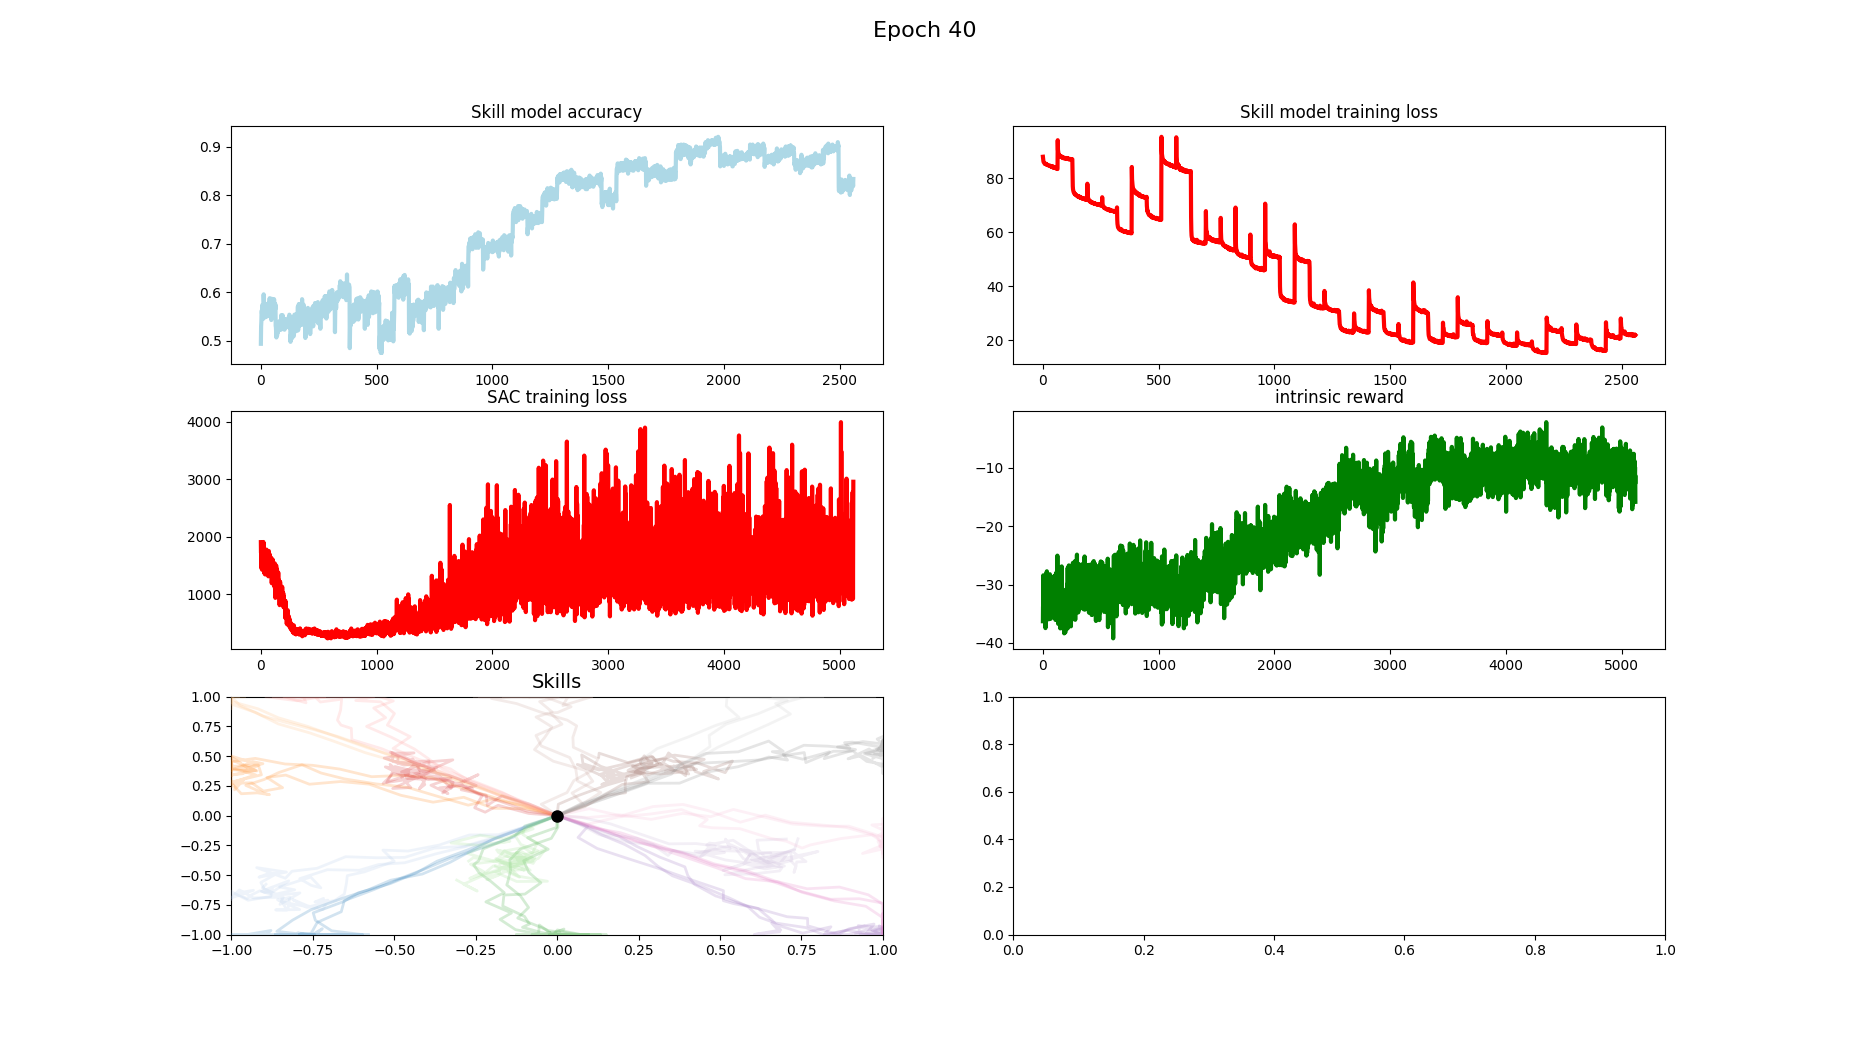 Epoch 40
Skill model accuracy
0.9
0.8
0.7
0.6
0.5
0 500 1000 1500 2000 2500
Skill model training loss
80
60
40
20
0 500 1000 1500 2000 2500
SAC training loss
4000
3000
2000
1000
0 1000 2000 3000 4000 5000
intrinsic reward
−10
−20
−30
−40
0 1000 2000 3000 4000 5000
Skills
1.00
0.75
0.50
0.25
0.00
−0.25
−0.50
−0.75
−1.00
−1.00 −0.75 −0.50 −0.25 0.00 0.25 0.50 0.75 1.00
1.0
0.8
0.6
0.4
0.2
0.0
0.0 0.2 0.4 0.6 0.8 1.0